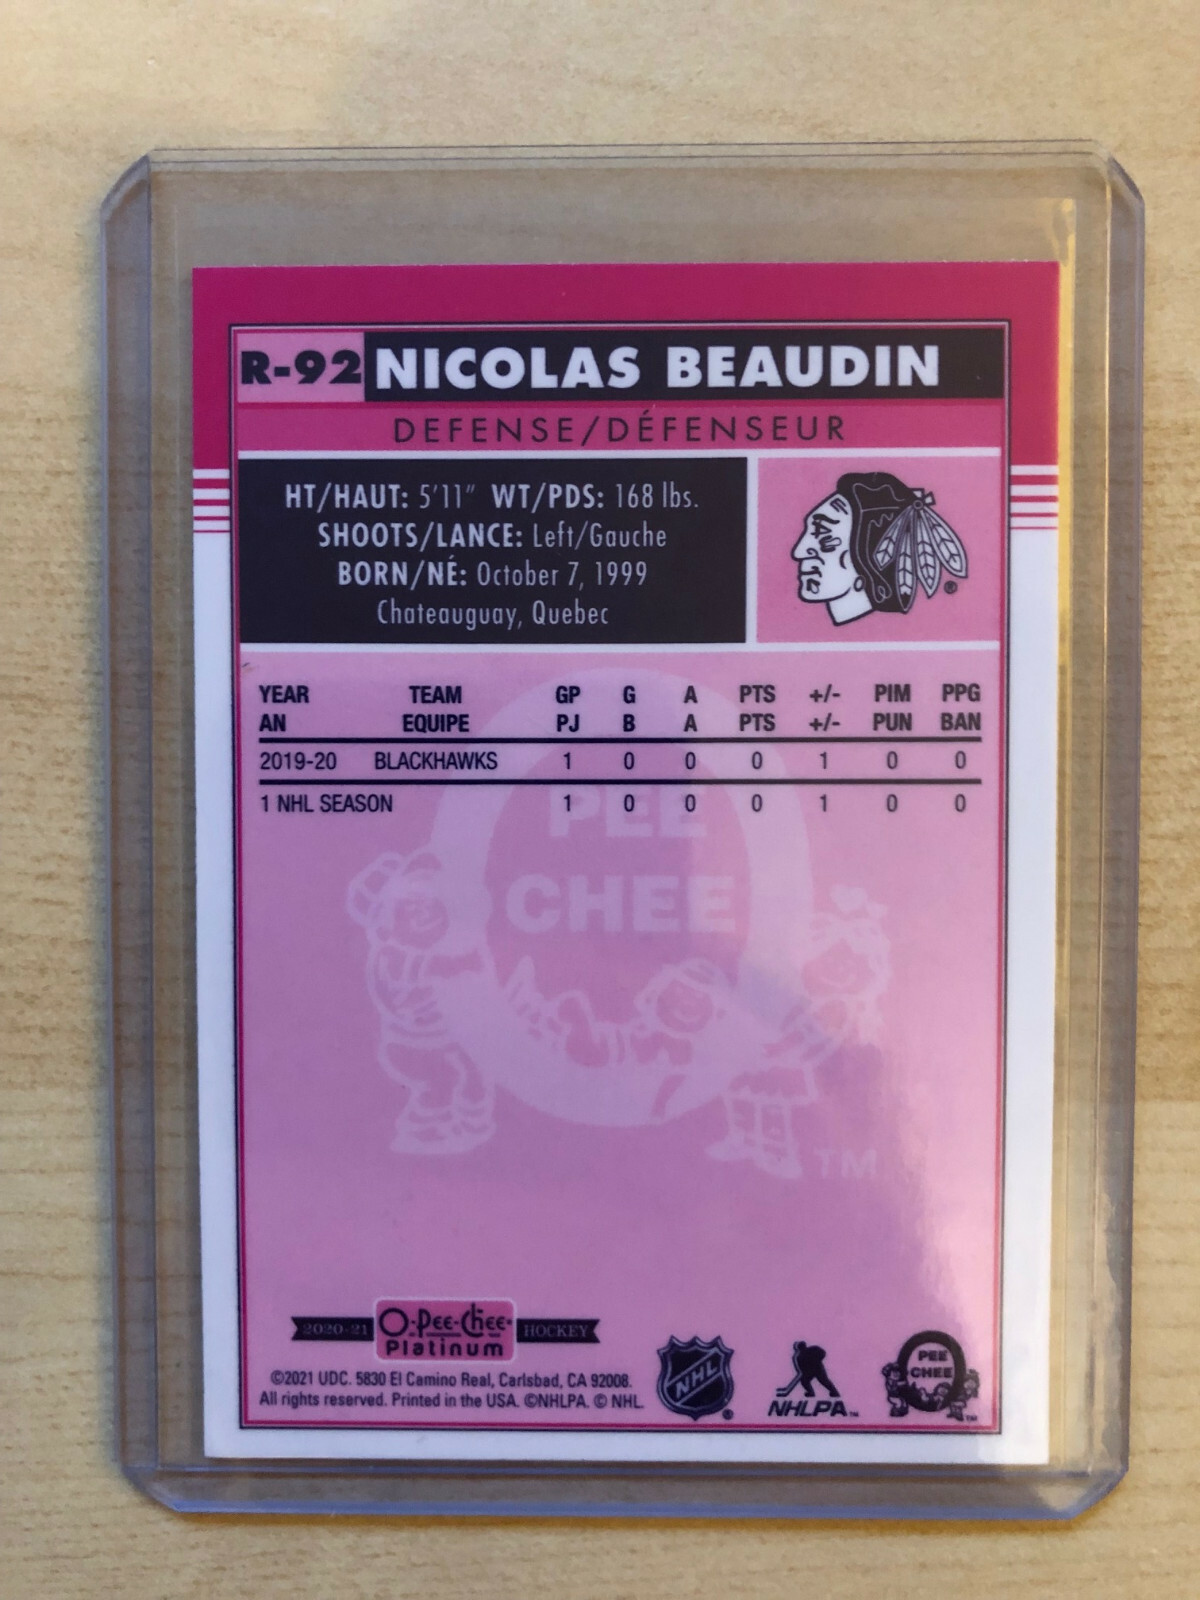 R-92 NICOLAS BEAUDIN
DEFENSE/DÉFENSEUR
HT/HAUT: 5'11" WT/PDS: 168 lbs.
SHOOTS/LANCE: Left/Gauche
BORN/NÉ: October 7, 1999
Chateauguay, Quebec
®
YEAR TEAM GP G A PTS +/- PIM PPG
AN EQUIPE PJ B A PTS +/- PUN BAN
2019-20 BLACKHAWKS 1 0 0 0 1 0 0
1 NHL SEASON 1 0 0 0 1 0 0
PEE
CHEE
TM
2020-21 O-Pee-Chee Platinum HOCKEY
©2021 UDC. 5830 El Camino Real, Carlsbad, CA 92008.
All rights reserved. Printed in the USA. ©NHLPA. © NHL.
NHL ®
NHLPA™
PEE
CHEE
TM